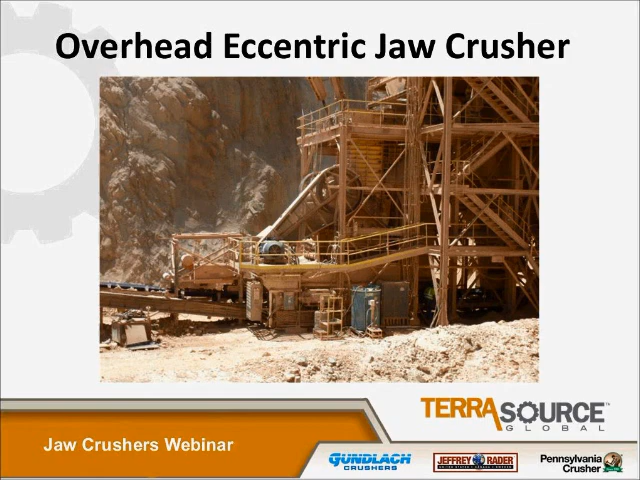 Overhead Eccentric Jaw Crusher
TERRASOURCE
GLOBAL
Jaw Crushers Webinar
GUNDLACH
CRUSHERS
JEFFREY RADER
Pennsylvania
Crusher